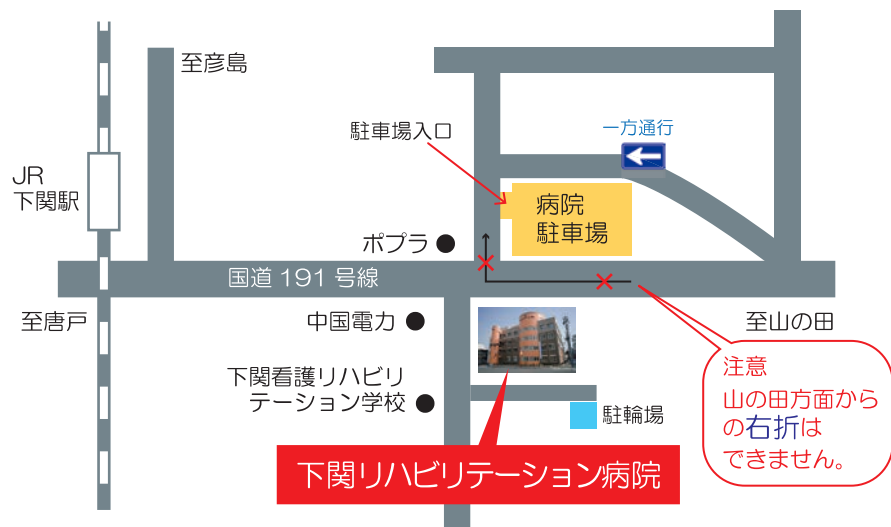 至彦島
駐車場入口
一方通行
JR
下関駅
病院
駐車場
ポプラ
国道 191 号線
至唐戸
中国電力
至山の田
下関看護リハビリ
テーション学校
駐輪場
注意
山の田方面から
の右折は
できません。
下関リハビリテーション病院